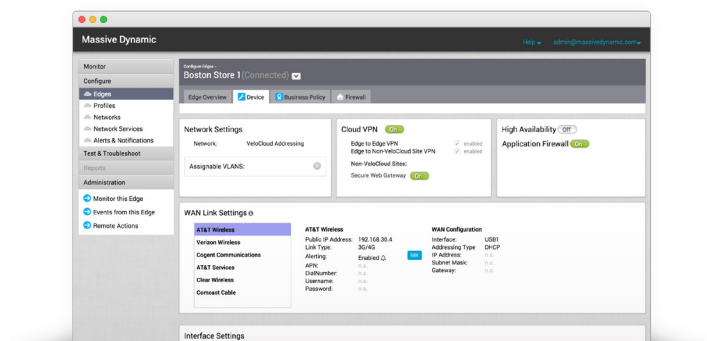 Massive Dynamic
Help
admin@massivedynamic.com
Monitor
Configure
Edges
Profiles
Networks
Network Services
Alerts & Notifications
Test & Troubleshoot
Reports
Administration
Monitor this Edge
Events from this Edge
Remote Actions
Configure Edges -
Boston Store 1 (Connected)
Edge Overview
Device
Business Policy
Firewall
Network Settings
Network: VeloCloud Addressing
Assignable VLANS:
Cloud VPN On
Edge to Edge VPN enabled
Edge to Non-VeloCloud Site VPN enabled
Non-VeloCloud Sites:
Secure Web Gateway On
High Availability Off
Application Firewall On
WAN Link Settings
AT&T Wireless
Verizon Wireless
Cogent Communications
AT&T Services
Clear Wireless
Comcast Cable
AT&T Wireless
Public IP Address: 192.168.30.4
Link Type: 3G/4G
Alerting: Enabled
Edit
APN: n.a.
DialNumber: n.a.
Username: n.a.
Password: n.a.
WAN Configuration
Interface: USB1
Addressing Type DHCP
IP Address: n.a.
Subnet Mask: n.a.
Gateway: n.a.
Interface Settings